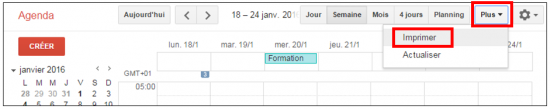 Agenda
Aujourd'hui < > 18 – 24 janv. 201 Jour Semaine Mois 4 jours Planning Plus
Imprimer
Actualiser
CRÉER
lun. 18/1 mar. 19/1 mer. 20/1 jeu. 21/1 24/1
Formation
janvier 2016 < >
GMT+01
L M M J V S D
05:00
28 29 30 31 1 2 3
4 5 6 7 8 9 10